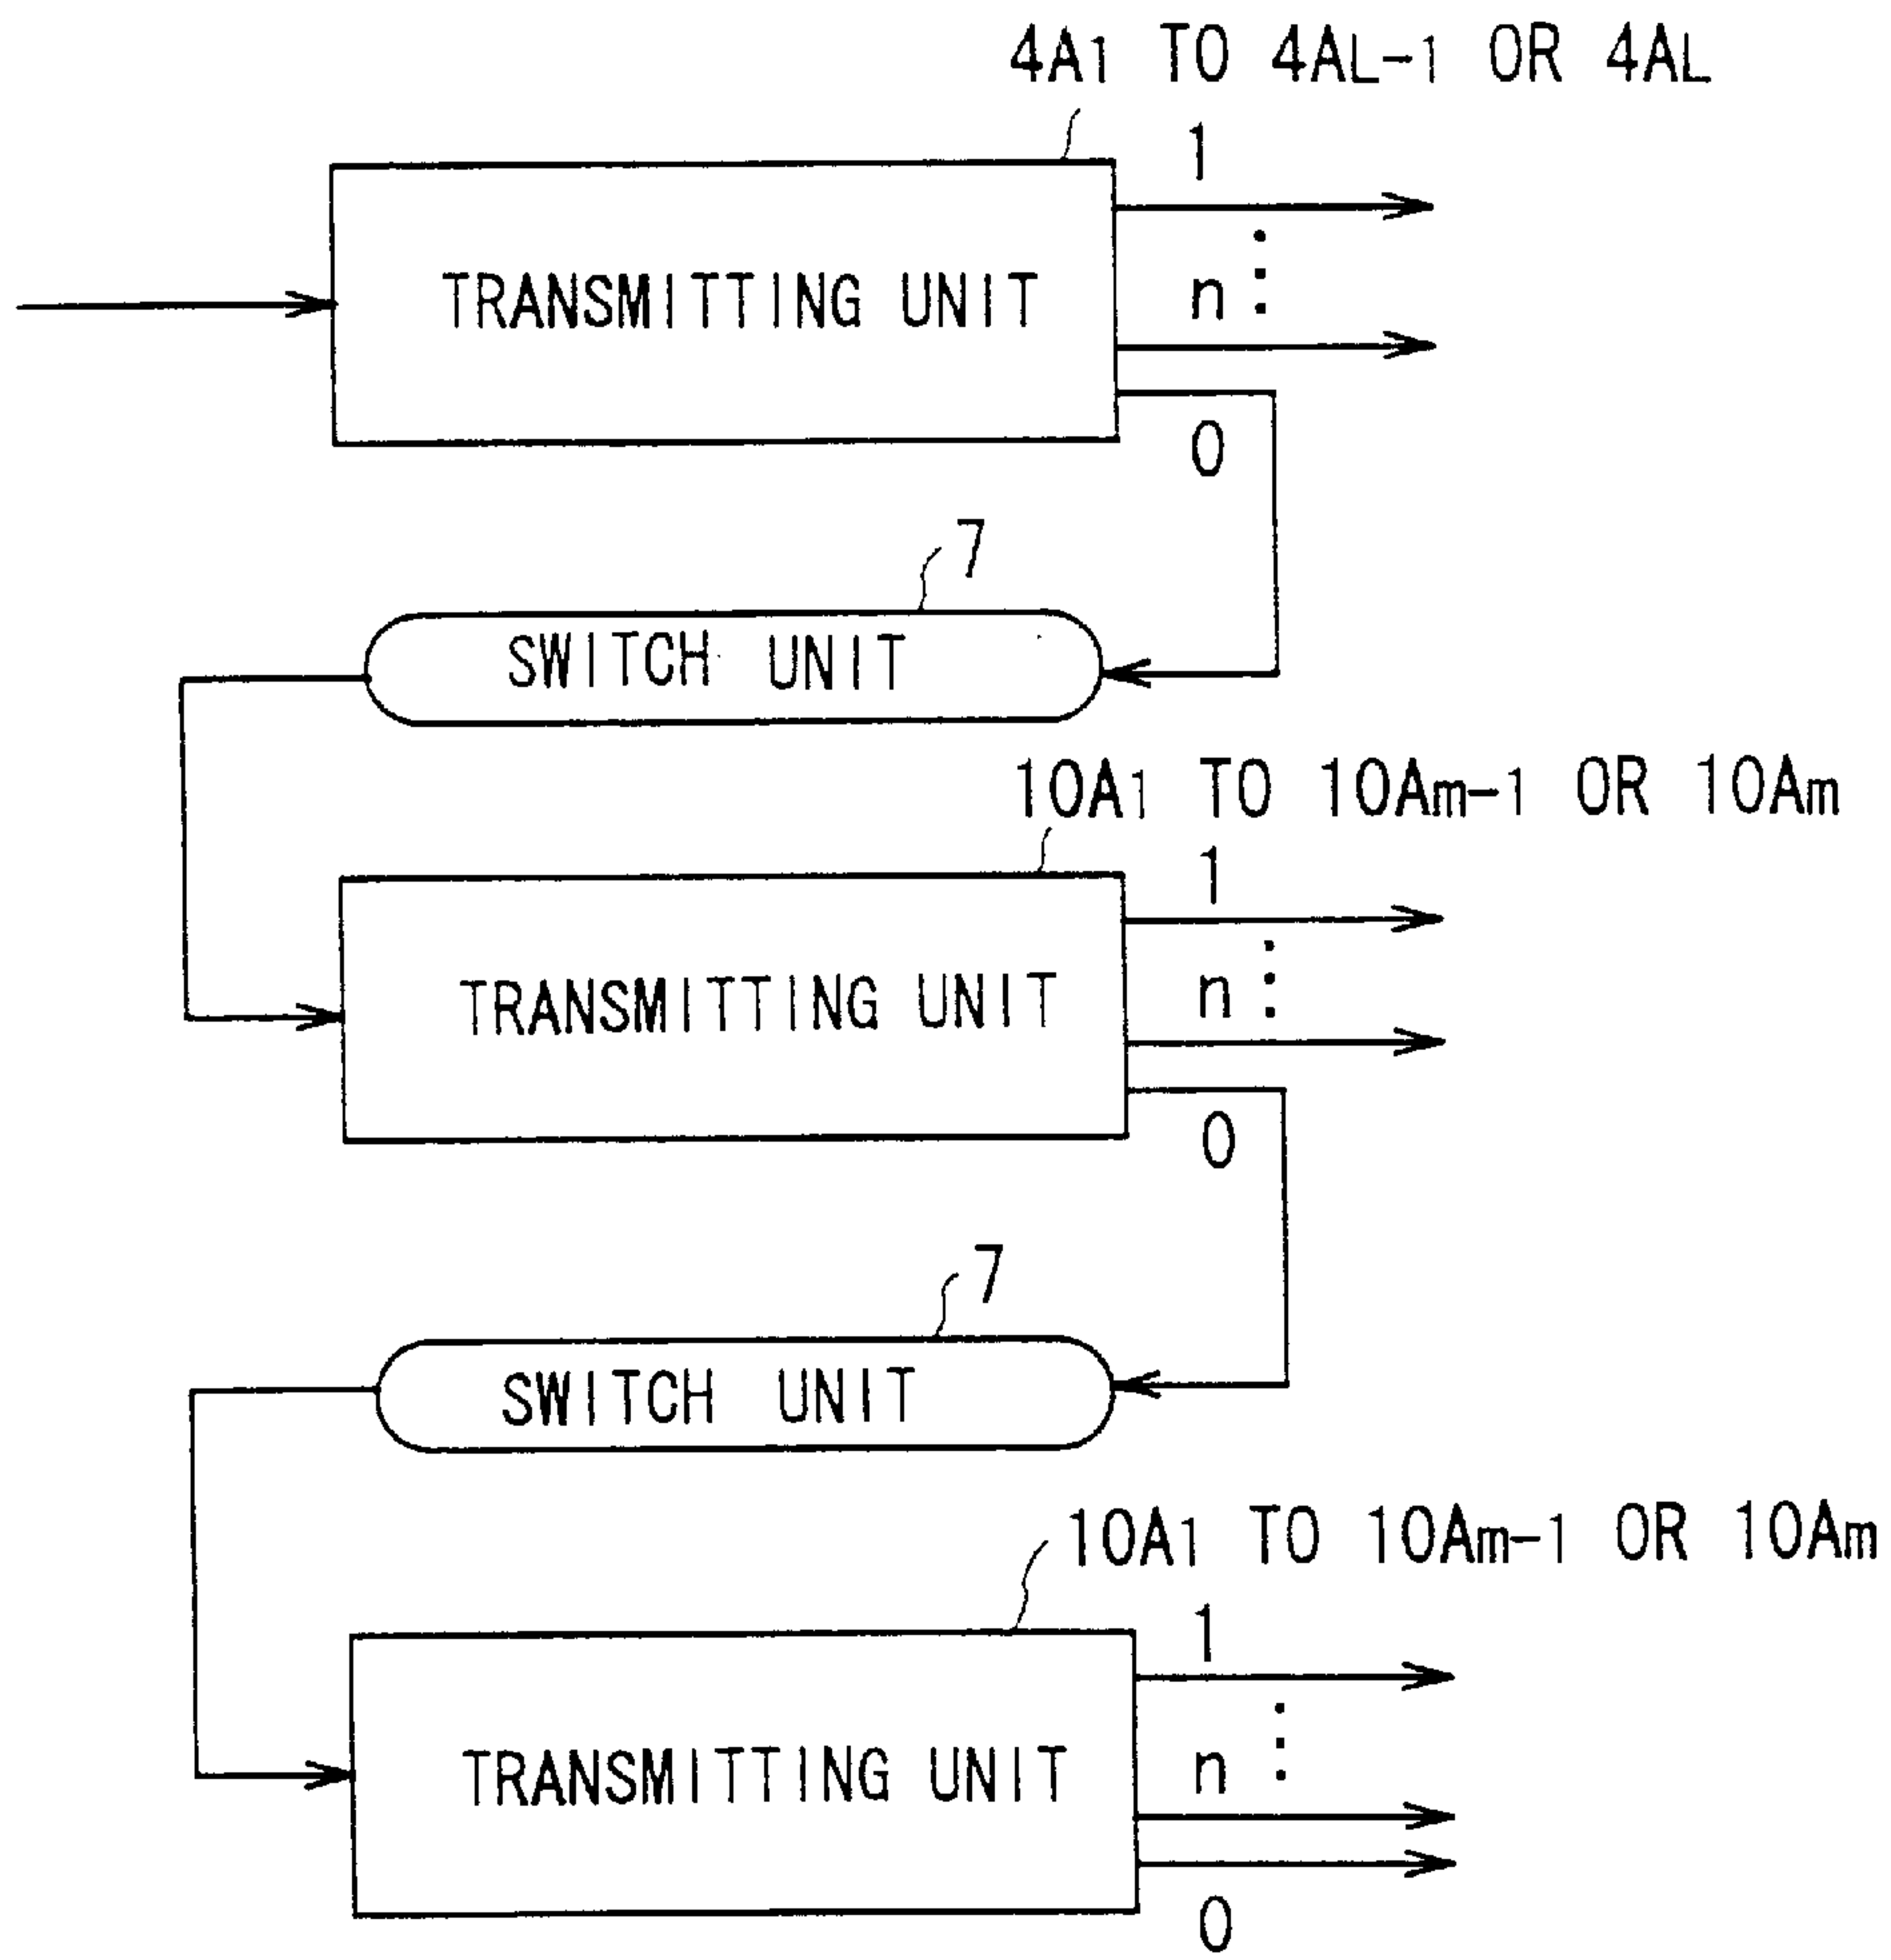 4A1 TO 4AL-1 OR 4AL
1
TRANSMITTING UNIT
n
0
7
SWITCH UNIT
10A1 TO 10Am-1 OR 10Am
1
TRANSMITTING UNIT
n
0
7
SWITCH UNIT
10A1 TO 10Am-1 OR 10Am
1
TRANSMITTING UNIT
n
0